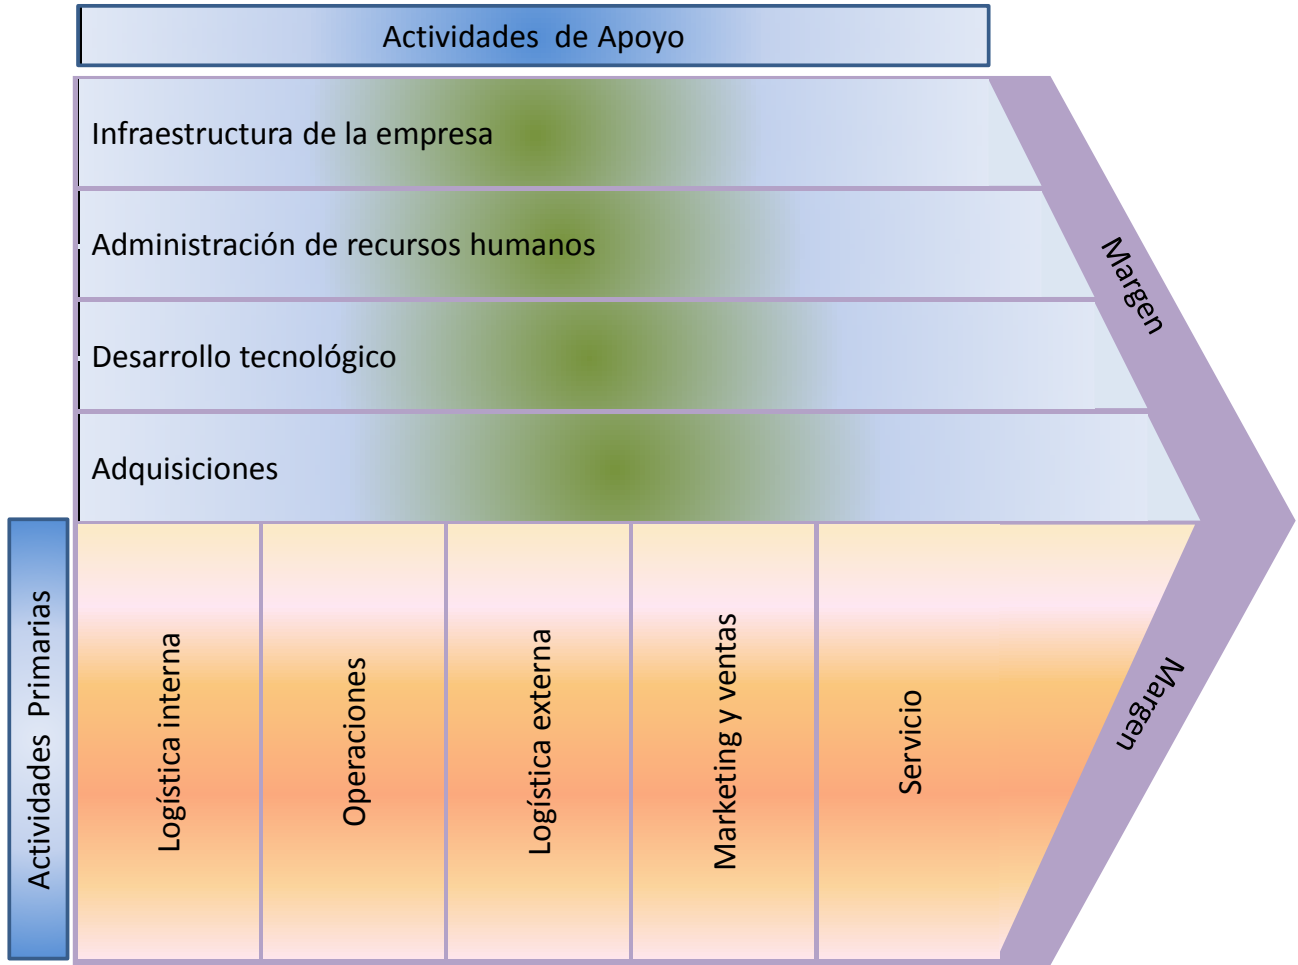 Actividades de Apoyo
Infraestructura de la empresa
Administración de recursos humanos
Desarrollo tecnológico
Adquisiciones
Margen
Actividades Primarias
Logística interna
Operaciones
Logística externa
Marketing y ventas
Servicio
Margen